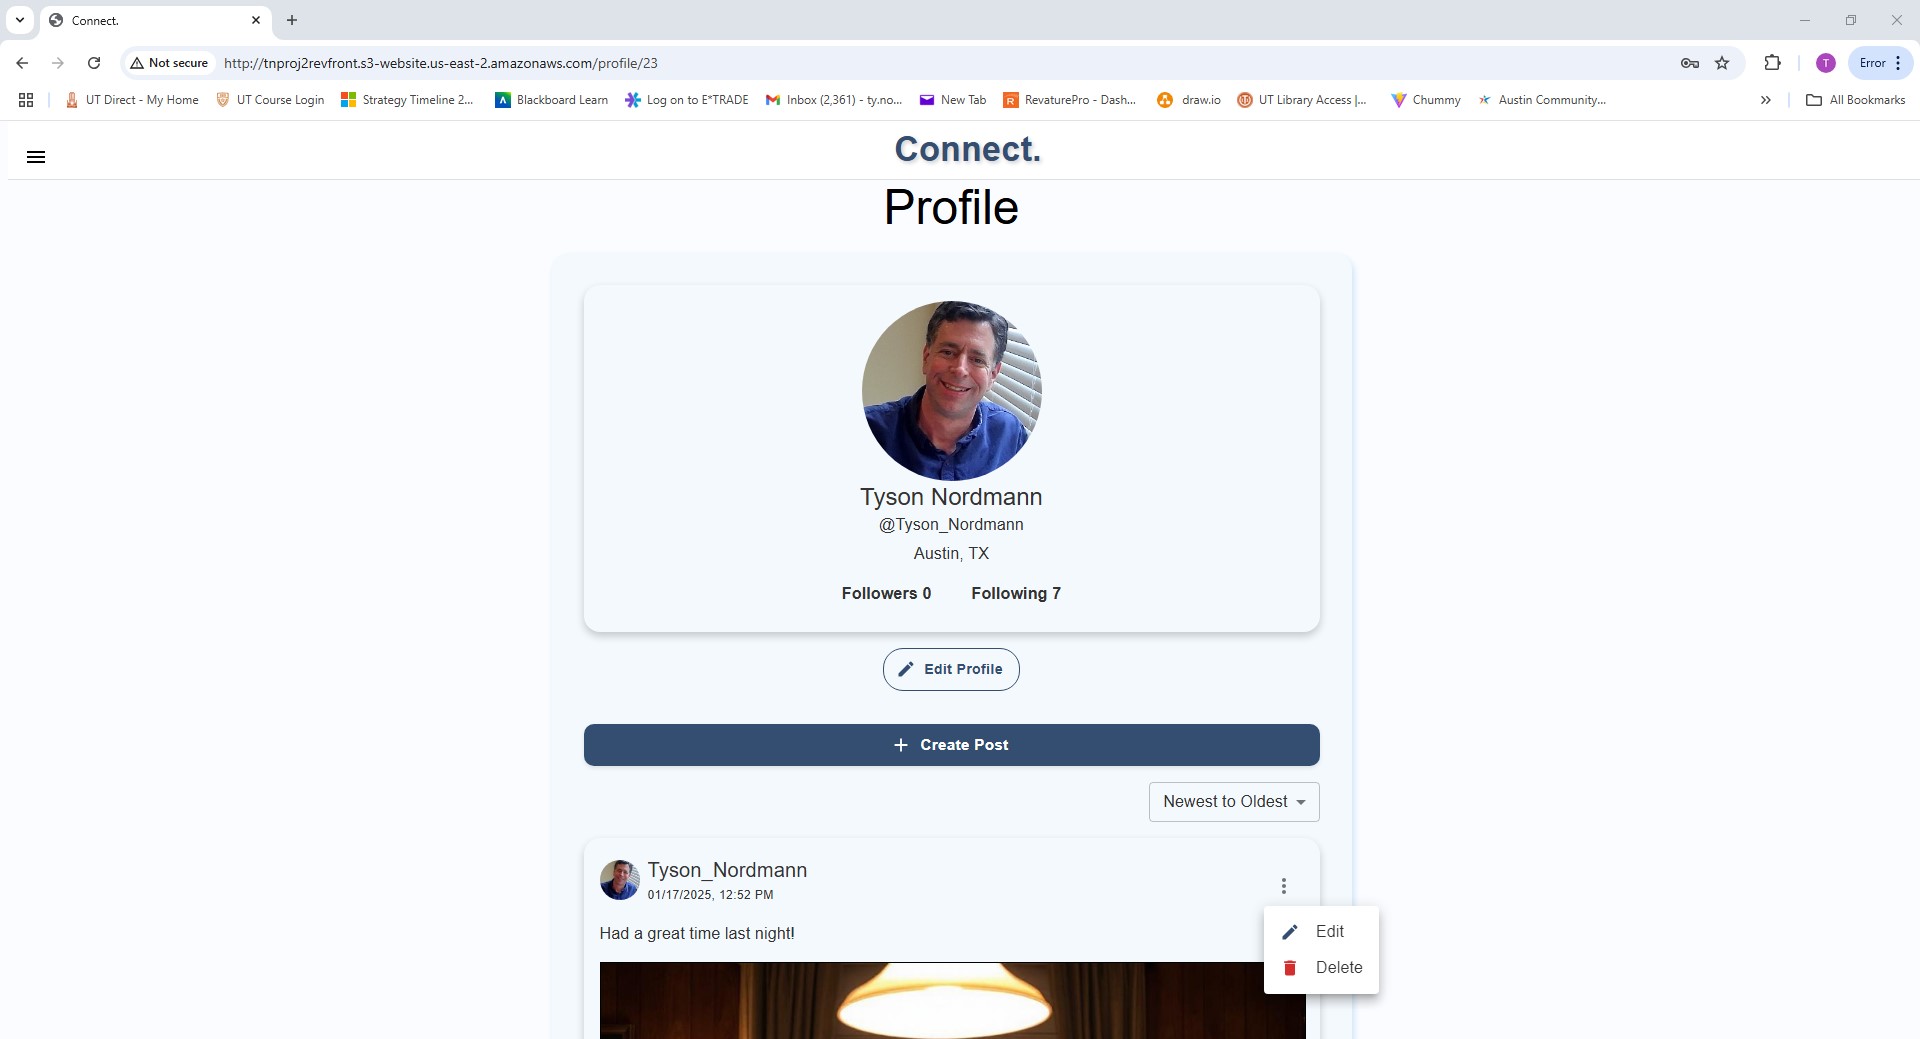 Connect.
Not secure
http://tnproj2revfront.s3-website.us-east-2.amazonaws.com/profile/23
T
Error
UT Direct - My Home
UT Course Login
Strategy Timeline 2...
Blackboard Learn
Log on to E*TRADE
Inbox (2,361) - ty.no...
New Tab
RevaturePro - Dash...
draw.io
UT Library Access |...
Chummy
Austin Community...
All Bookmarks
Connect.
Profile
Tyson Nordmann
@Tyson_Nordmann
Austin, TX
Followers 0 Following 7
Edit Profile
Create Post
Newest to Oldest
Tyson_Nordmann
01/17/2025, 12:52 PM
Had a great time last night!
Edit
Delete